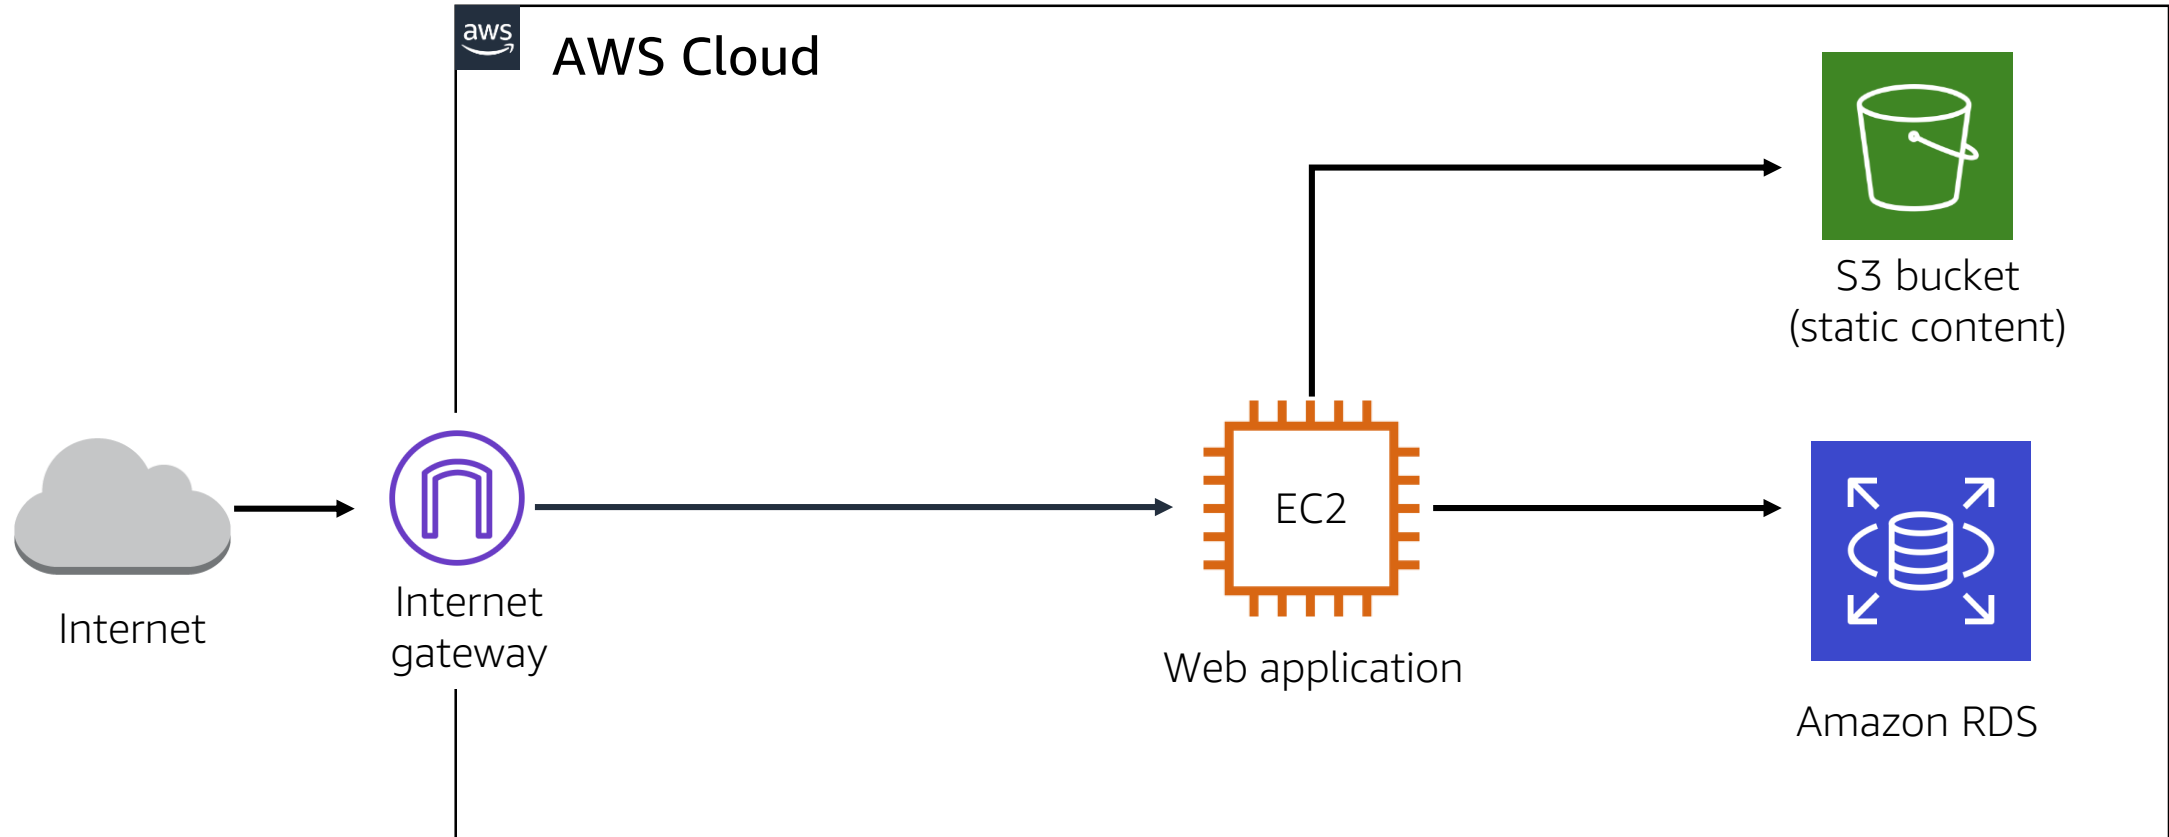 aws
AWS Cloud
S3 bucket
(static content)
EC2
Internet
Internet
gateway
Web application
Amazon RDS